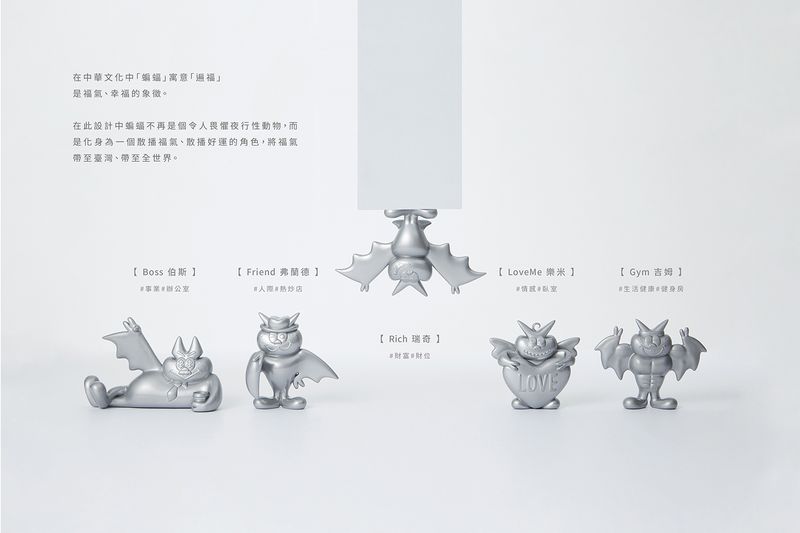 在中華文化中「蝙蝠」寓意「遍福」
是福氣、幸福的象徵。
在此設計中蝙蝠不再是個令人畏懼夜行性動物，而
是化身為一個散播福氣、散播好運的角色，將福氣
帶至臺灣、帶至全世界。
【 Boss 伯斯 】
#事業#辦公室
【 Friend 弗蘭德 】
#人際#熱炒店
【 Rich 瑞奇 】
#財富#財位
【 LoveMe 樂米 】
#情感#臥室
【 Gym 吉姆 】
#生活健康#健身房
LOVE